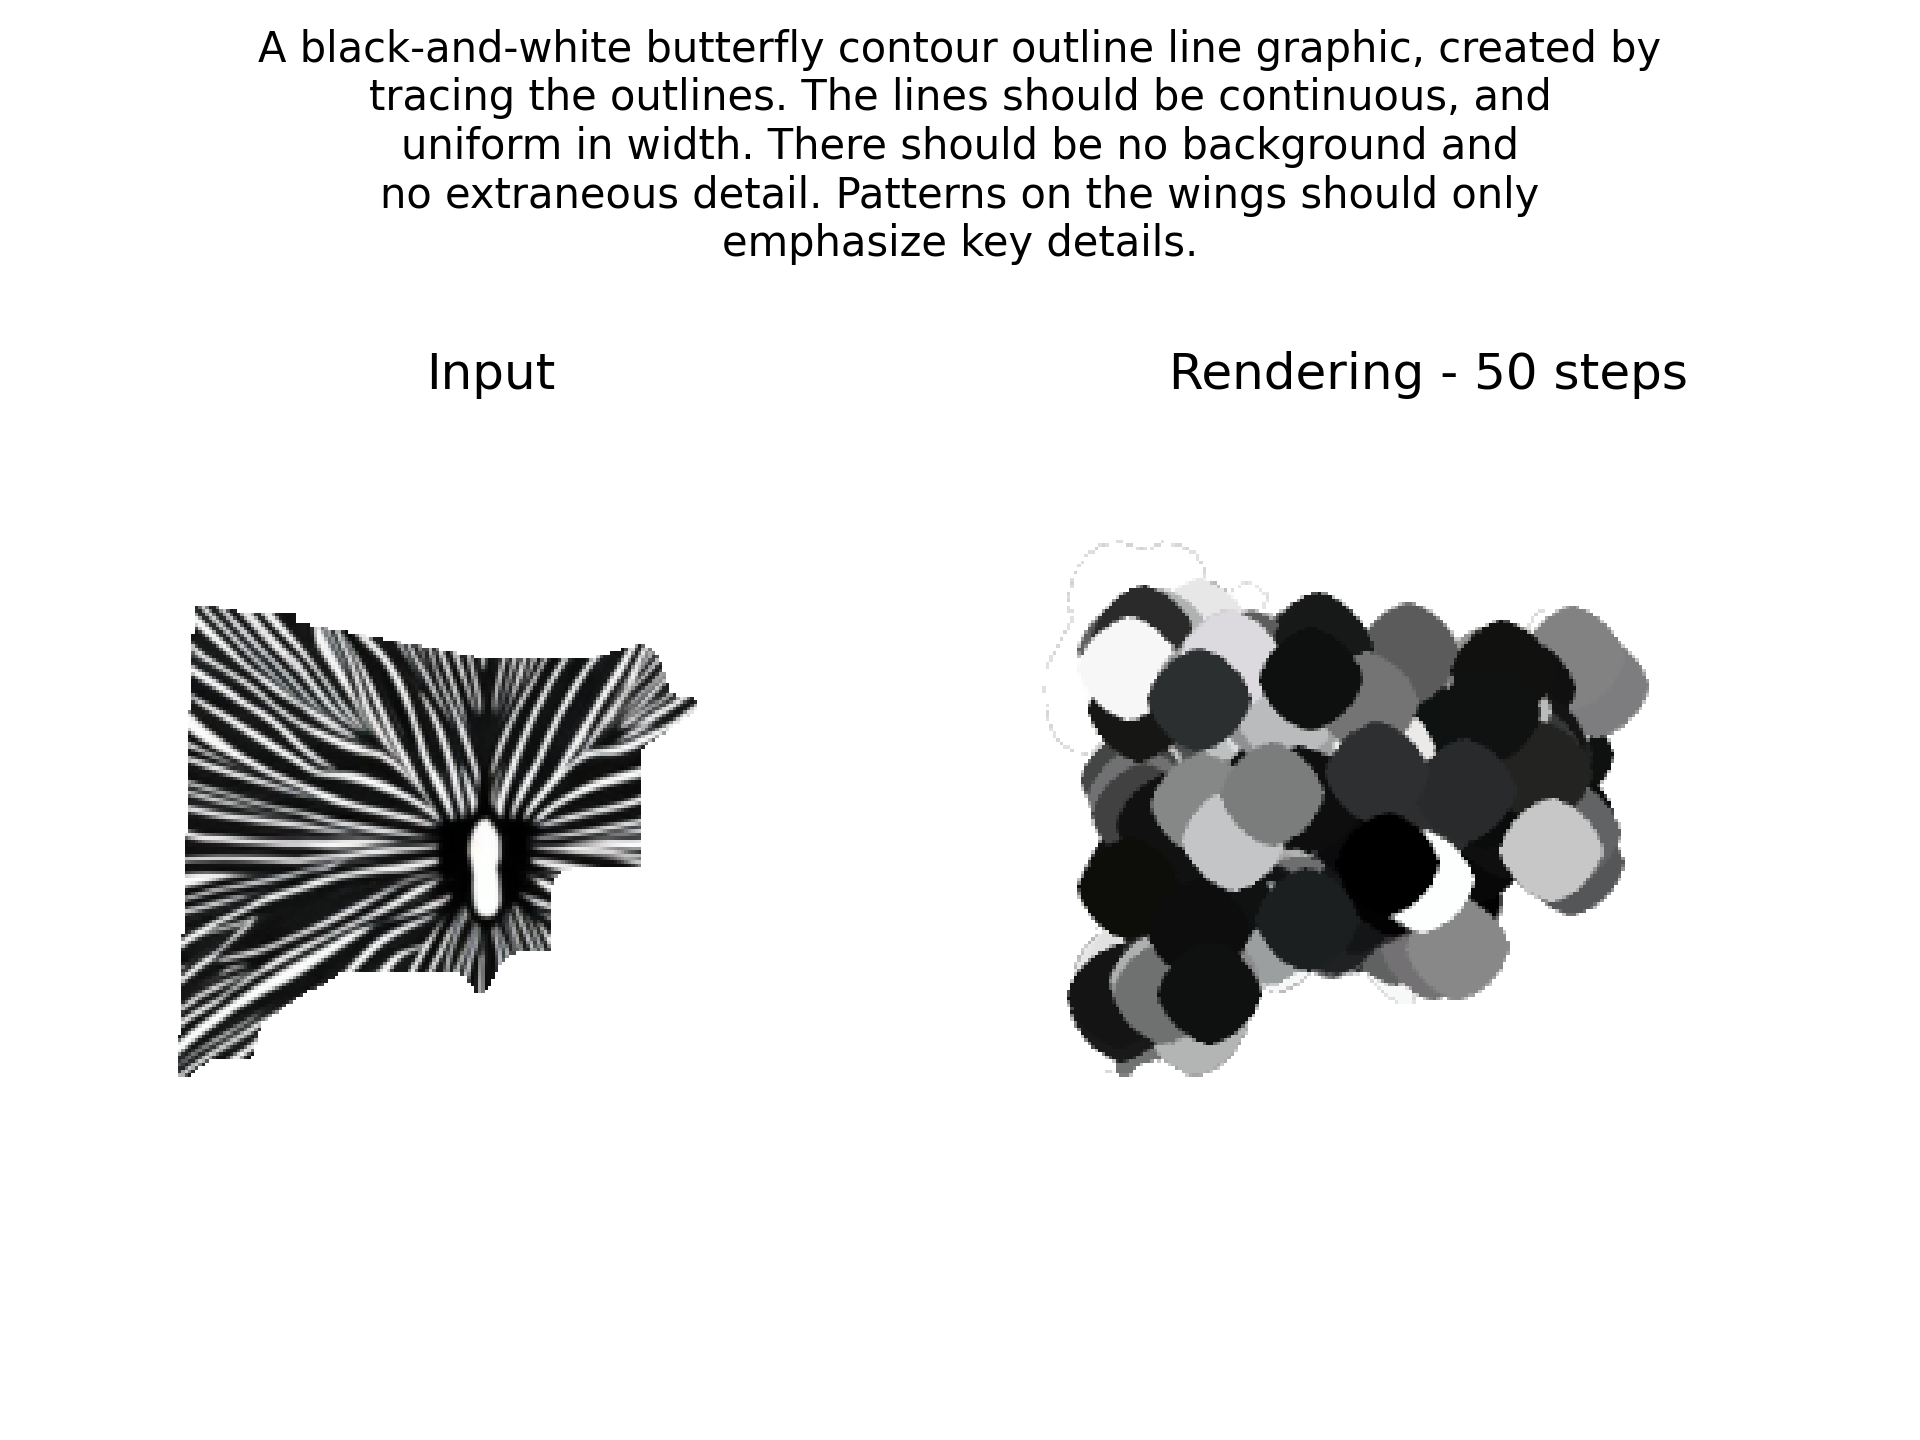 A black-and-white butterfly contour outline line graphic, created by
tracing the outlines. The lines should be continuous, and
uniform in width. There should be no background and
no extraneous detail. Patterns on the wings should only
emphasize key details.
Input
Rendering - 50 steps